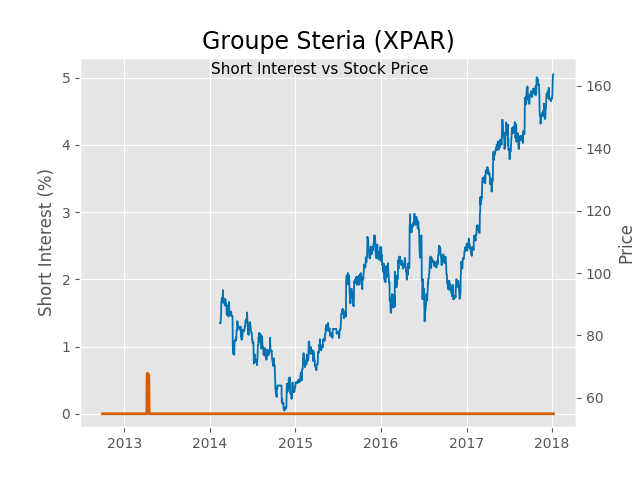 Groupe Steria (XPAR)
Short Interest vs Stock Price
Short Interest (%)
5
4
3
2
1
0
160
140
120
100
80
60
Price
2013 2014 2015 2016 2017 2018